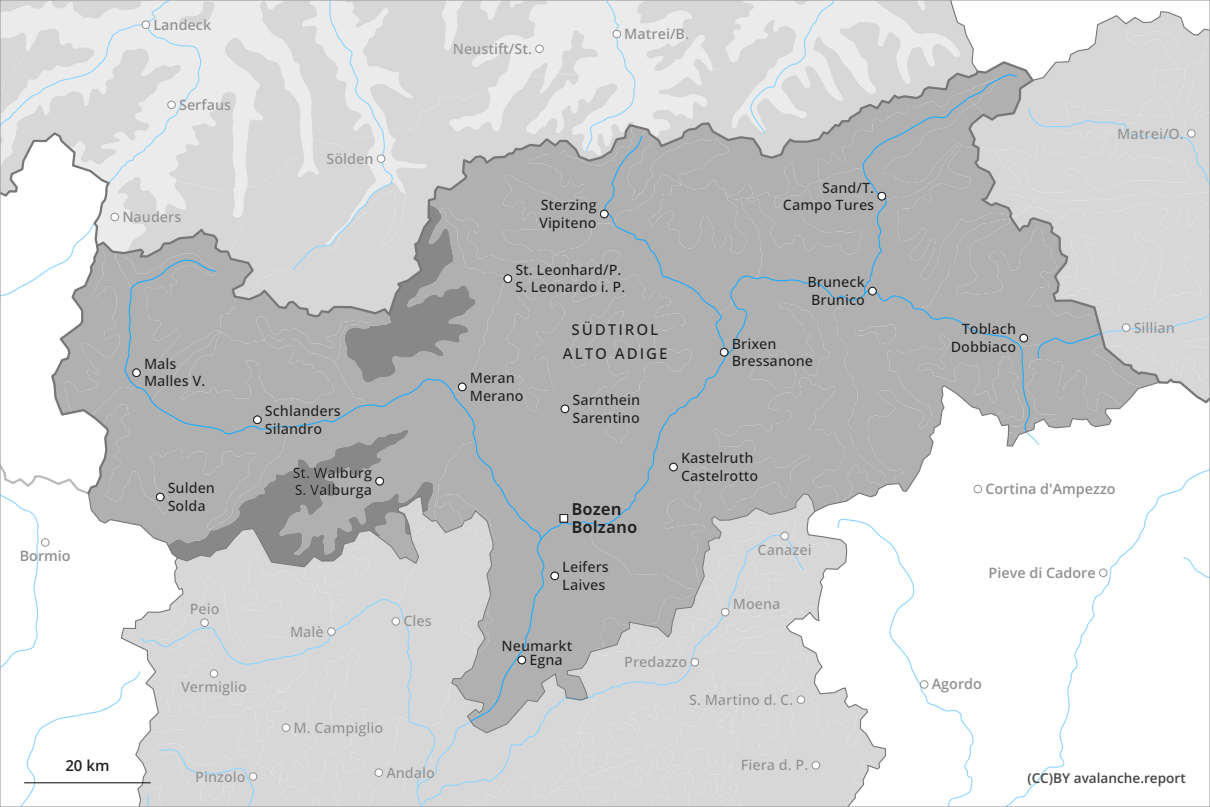 Landeck
Neustift/St.
Matrei/B.
Serfaus
Matrei/O.
Sölden
Sand/T.
Campo Tures
Nauders
Sterzing
Vipiteno
St. Leonhard/P.
S. Leonardo i. P.
Bruneck
Brunico
SÜDTIROL
ALTO ADIGE
Toblach
Dobbiaco
Sillian
Brixen
Bressanone
Mals
Malles V.
Meran
Merano
Sarnthein
Sarentino
Schlanders
Silandro
Kastelruth
Castelrotto
St. Walburg
S. Valburga
Sulden
Solda
Cortina d'Ampezzo
Bozen
Bolzano
Bormio
Canazei
Leifers
Laives
Pieve di Cadore
Peio
Moena
Malè
Cles
Neumarkt
Egna
Predazzo
Vermiglio
Agordo
S. Martino d. C.
M. Campiglio
20 km
Pinzolo
Andalo
Fiera d. P.
(CC)BY avalanche.report